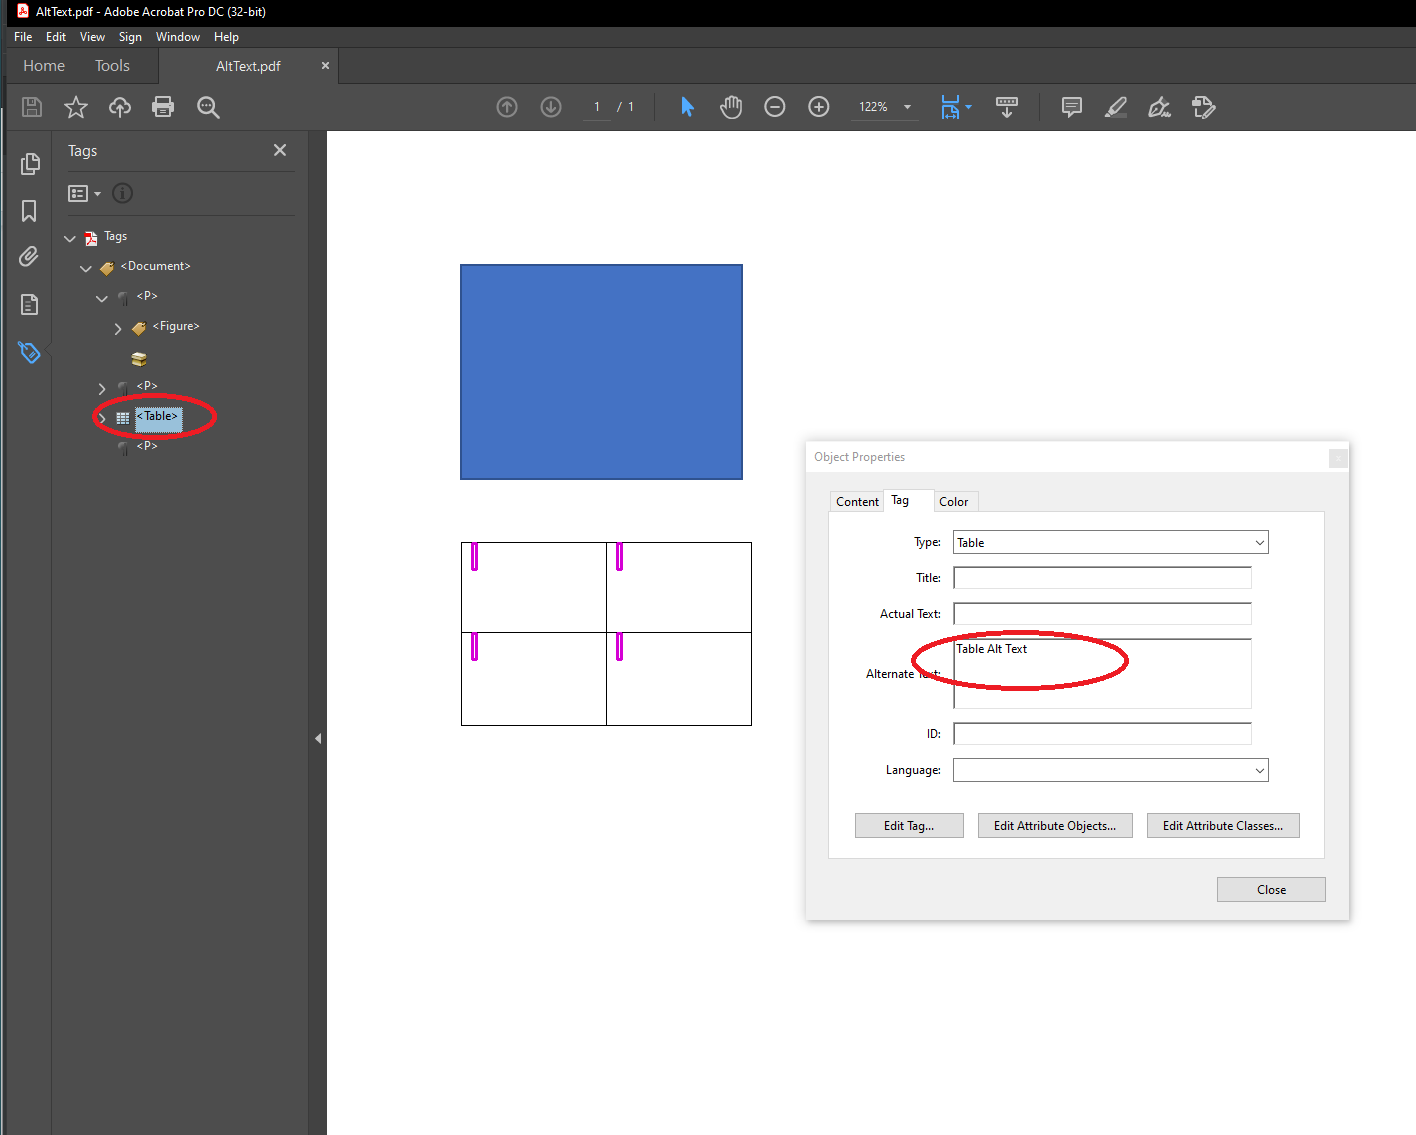 AltText.pdf - Adobe Acrobat Pro DC (32-bit)
File Edit View Sign Window Help
Home Tools AltText.pdf ×
1 / 1 122%
Tags
Tags
<Document>
<P>
<Figure>
<P>
<Table>
<P>
Object Properties
Content Tag Color
Type: Table
Title:
Actual Text:
Alternate Text: Table Alt Text
ID:
Language:
Edit Tag... Edit Attribute Objects... Edit Attribute Classes...
Close